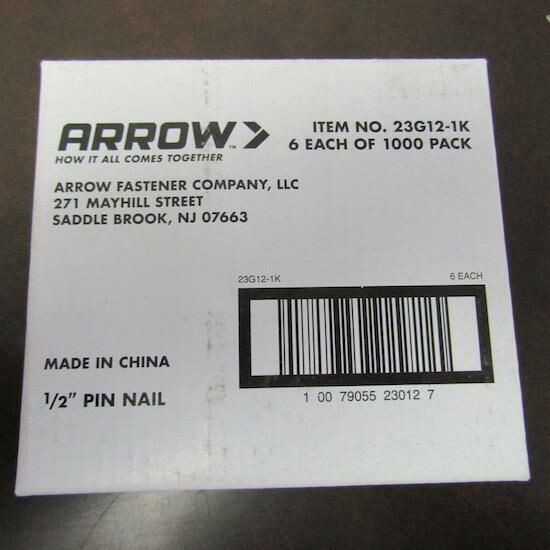 ARROW™
HOW IT ALL COMES TOGETHER
ITEM NO. 23G12-1K
6 EACH OF 1000 PACK
ARROW FASTENER COMPANY, LLC
271 MAYHILL STREET
SADDLE BROOK, NJ 07663
23G12-1K 6 EACH
1 00 79055 23012 7
MADE IN CHINA
1/2" PIN NAIL